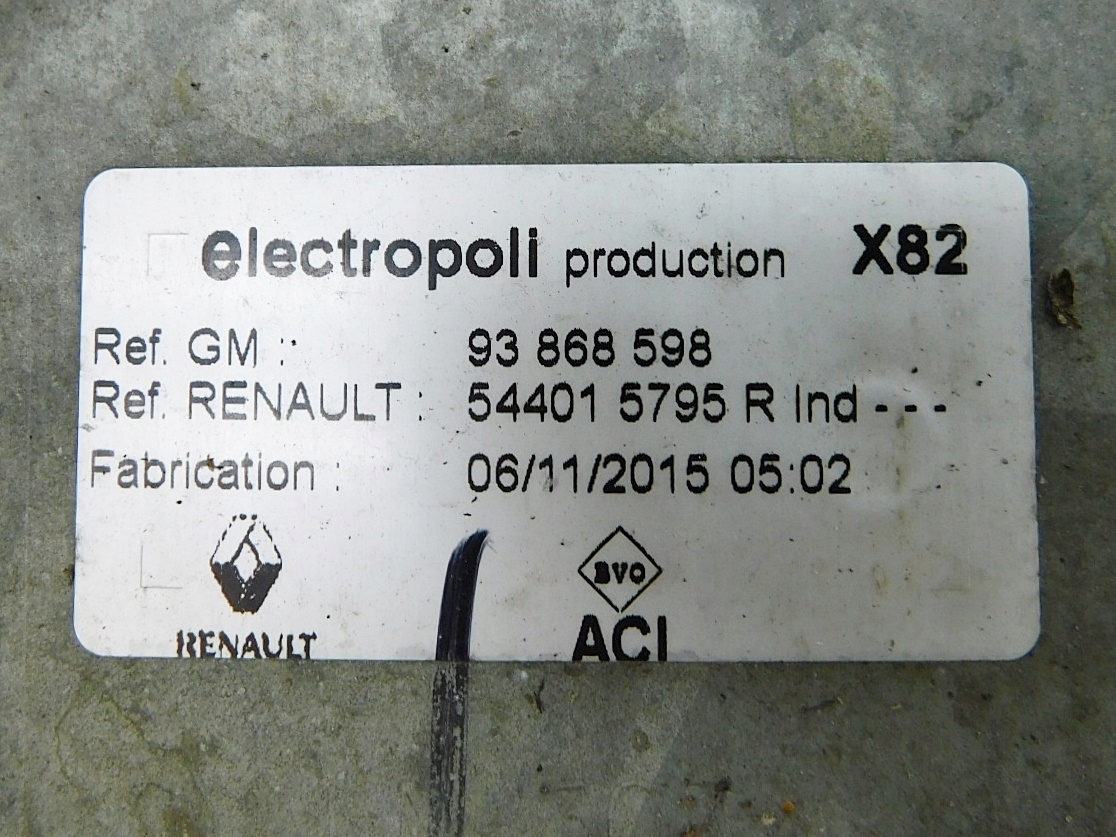 electropoli production X82
Ref. GM : 93 868 598
Ref. RENAULT : 54401 5795 R Ind - - -
Fabrication : 06/11/2015 05:02
BVO
RENAULT ACI